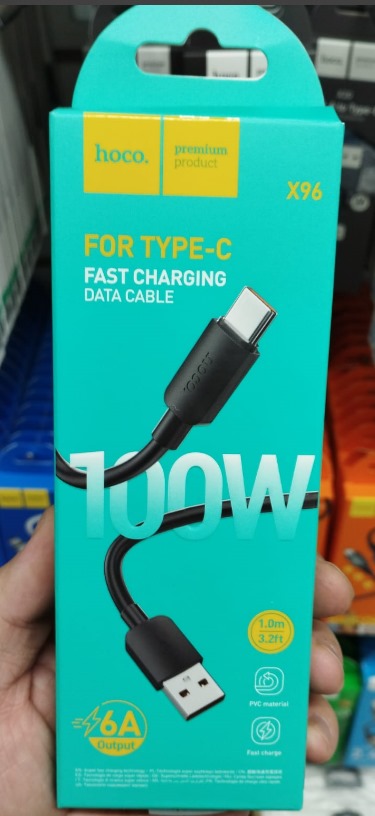 hoco.
premium
product
X96
FOR TYPE-C
FAST CHARGING
DATA CABLE
hoco.
100W
1.0m
3.2ft
PVC material
6A
Output
Fast charge